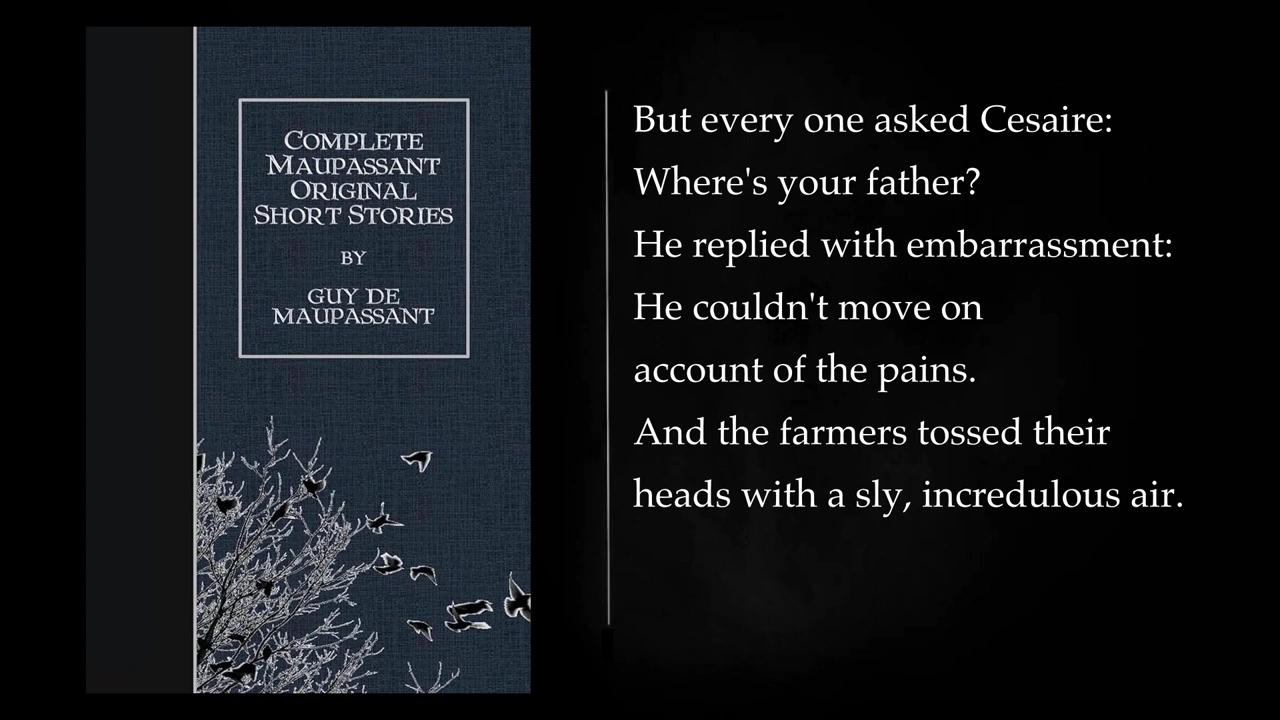 COMPLETE
MAUPASSANT
ORIGINAL
SHORT STORIES
BY
GUY DE
MAUPASSANT
But every one asked Cesaire:
Where's your father?
He replied with embarrassment:
He couldn't move on
account of the pains.
And the farmers tossed their
heads with a sly, incredulous air.